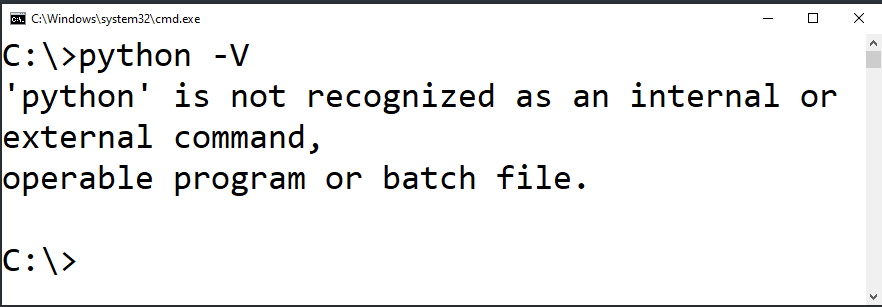 C:\Windows\system32\cmd.exe
C:\>python -V
'python' is not recognized as an internal or
external command,
operable program or batch file.
C:\>